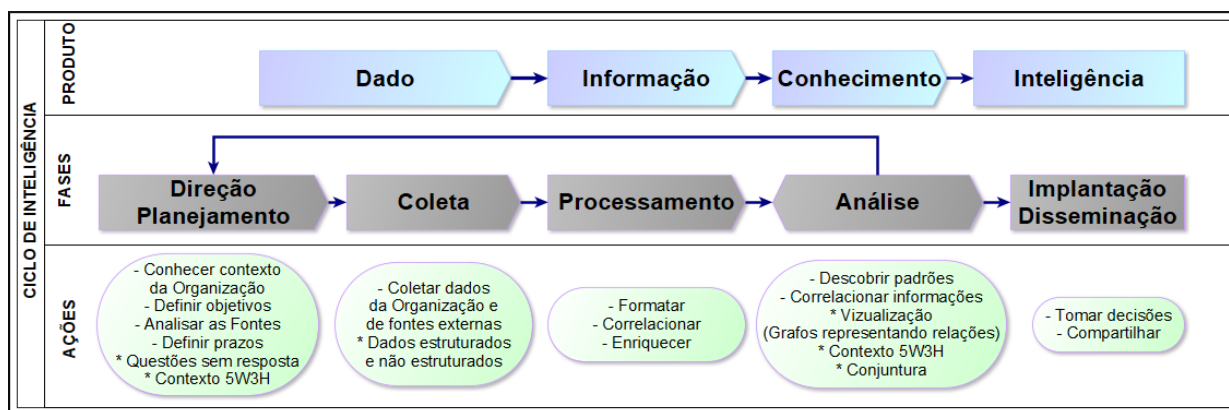 CICLO DE INTELIGÊNCIA
PRODUTO
Dado
Informação
Conhecimento
Inteligência
FASES
Direção
Planejamento
Coleta
Processamento
Análise
Implantação
Disseminação
AÇÕES
- Conhecer contexto
da Organização
- Definir objetivos
- Analisar as Fontes
- Definir prazos
* Questões sem resposta
* Contexto 5W3H
- Coletar dados
da Organização e
de fontes externas
* Dados estruturados
e não estruturados
- Formatar
- Correlacionar
- Enriquecer
- Descobrir padrões
- Correlacionar informações
* Vizualização
(Grafos representando relações)
* Contexto 5W3H
* Conjuntura
- Tomar decisões
- Compartilhar